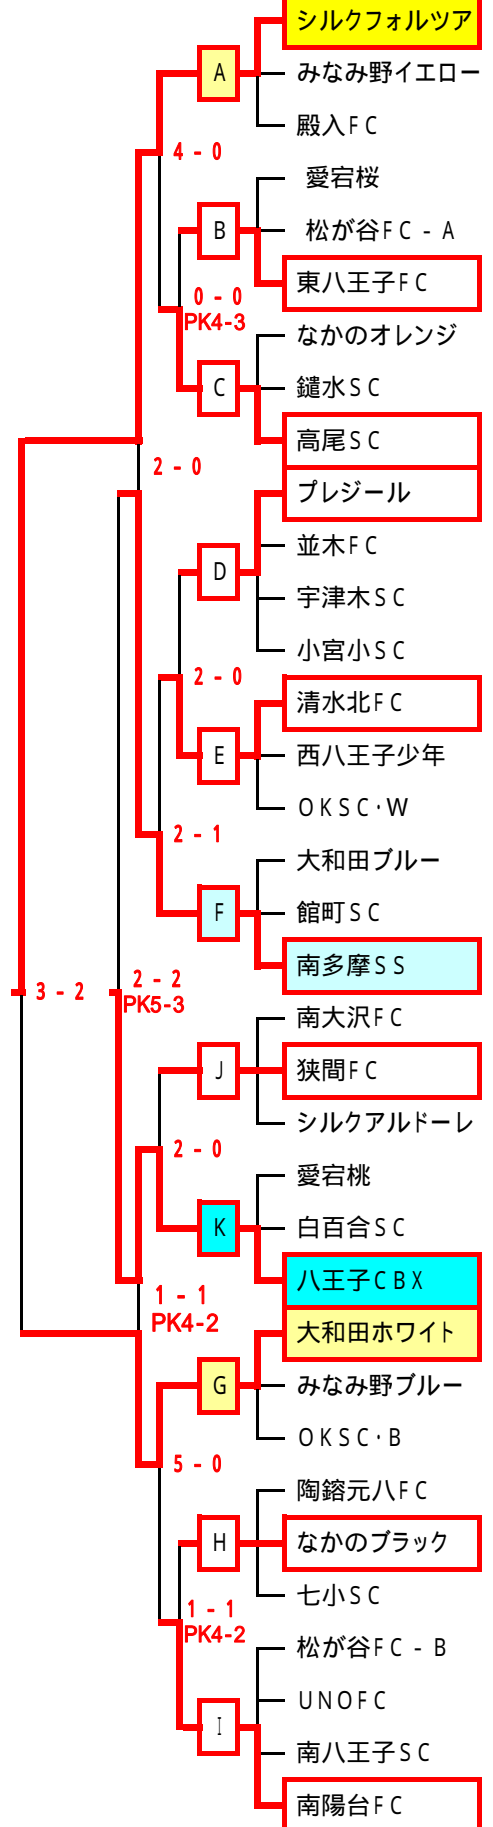 シルクフォルツア
A
みなみ野イエロー
殿入FC
4-0
愛宕桜
B
松が谷FC-A
東八王子FC
0-0
PK4-3
なかのオレンジ
C
鑓水SC
高尾SC
2-0
プレジール
並木FC
D
宇津木SC
小宮小SC
2-0
清水北FC
E
西八王子少年
OKSC・W
2-1
大和田ブルー
F
館町SC
南多摩SS
3-2
2-2
PK5-3
南大沢FC
J
狭間FC
シルクアルドーレ
2-0
愛宕桃
K
白百合SC
八王子CBX
1-1
PK4-2
大和田ホワイト
G
みなみ野ブルー
OKSC・B
5-0
陶鎔元八FC
H
なかのブラック
七小SC
1-1
PK4-2
松が谷FC-B
UNOFC
I
南八王子SC
南陽台FC